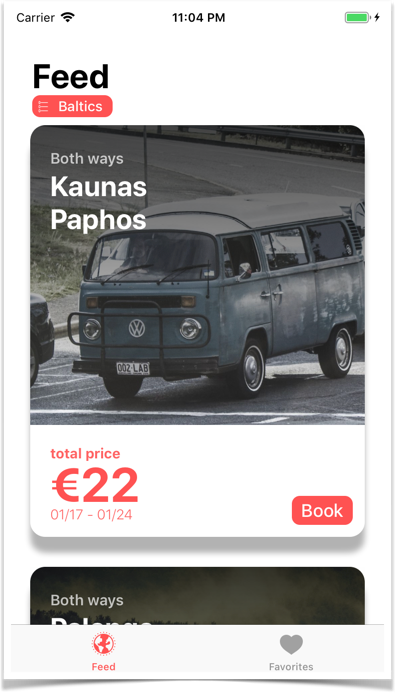 Carrier
11:04 PM
Feed
Baltics
Both ways
Kaunas
Paphos
002 LAB
total price
€22
01/17 - 01/24
Book
Both ways
Palanga
Feed
Favorites